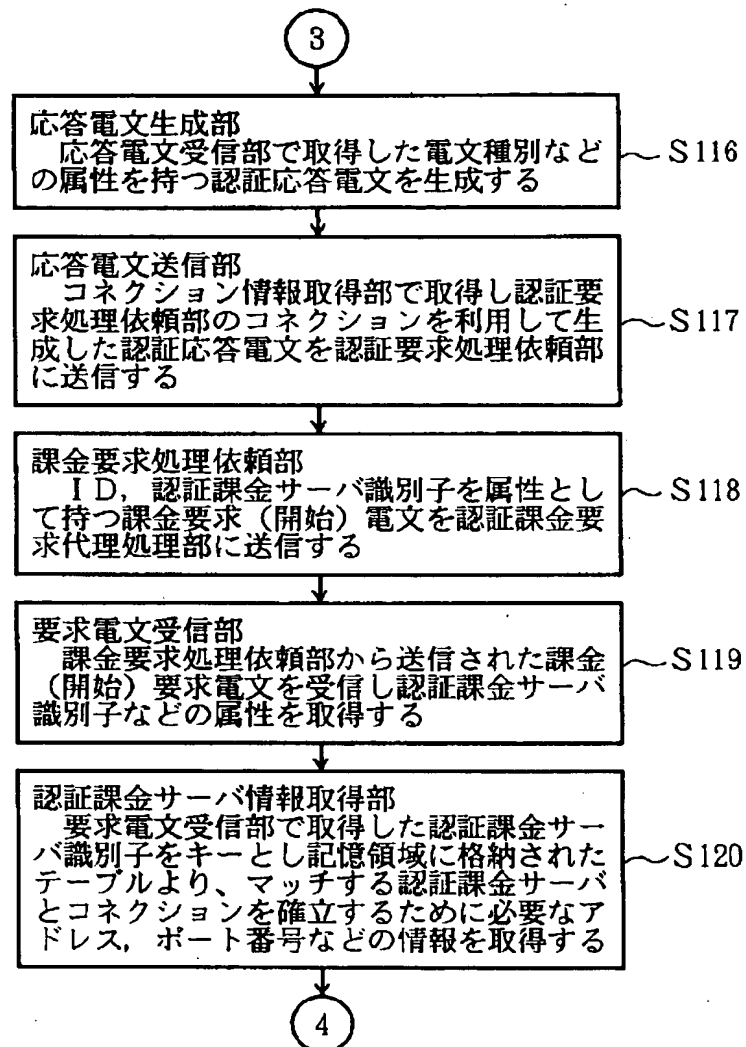 3
応答電文生成部
応答電文受信部で取得した電文種別など
の属性を持つ認証応答電文を生成する
S116
応答電文送信部
コネクション情報取得部で取得し認証要
求処理依頼部のコネクションを利用して生
成した認証応答電文を認証要求処理依頼部
に送信する
S117
課金要求処理依頼部
ID,認証課金サーバ識別子を属性とし
て持つ課金要求(開始)電文を認証課金要
求代理処理部に送信する
S118
要求電文受信部
課金要求処理依頼部から送信された課金
(開始)要求電文を受信し認証課金サーバ
識別子などの属性を取得する
S119
認証課金サーバ情報取得部
要求電文受信部で取得した認証課金サー
バ識別子をキーとし記憶領域に格納された
テーブルより、マッチする認証課金サーバ
とコネクションを確立するために必要なア
ドレス,ポート番号などの情報を取得する
S120
4